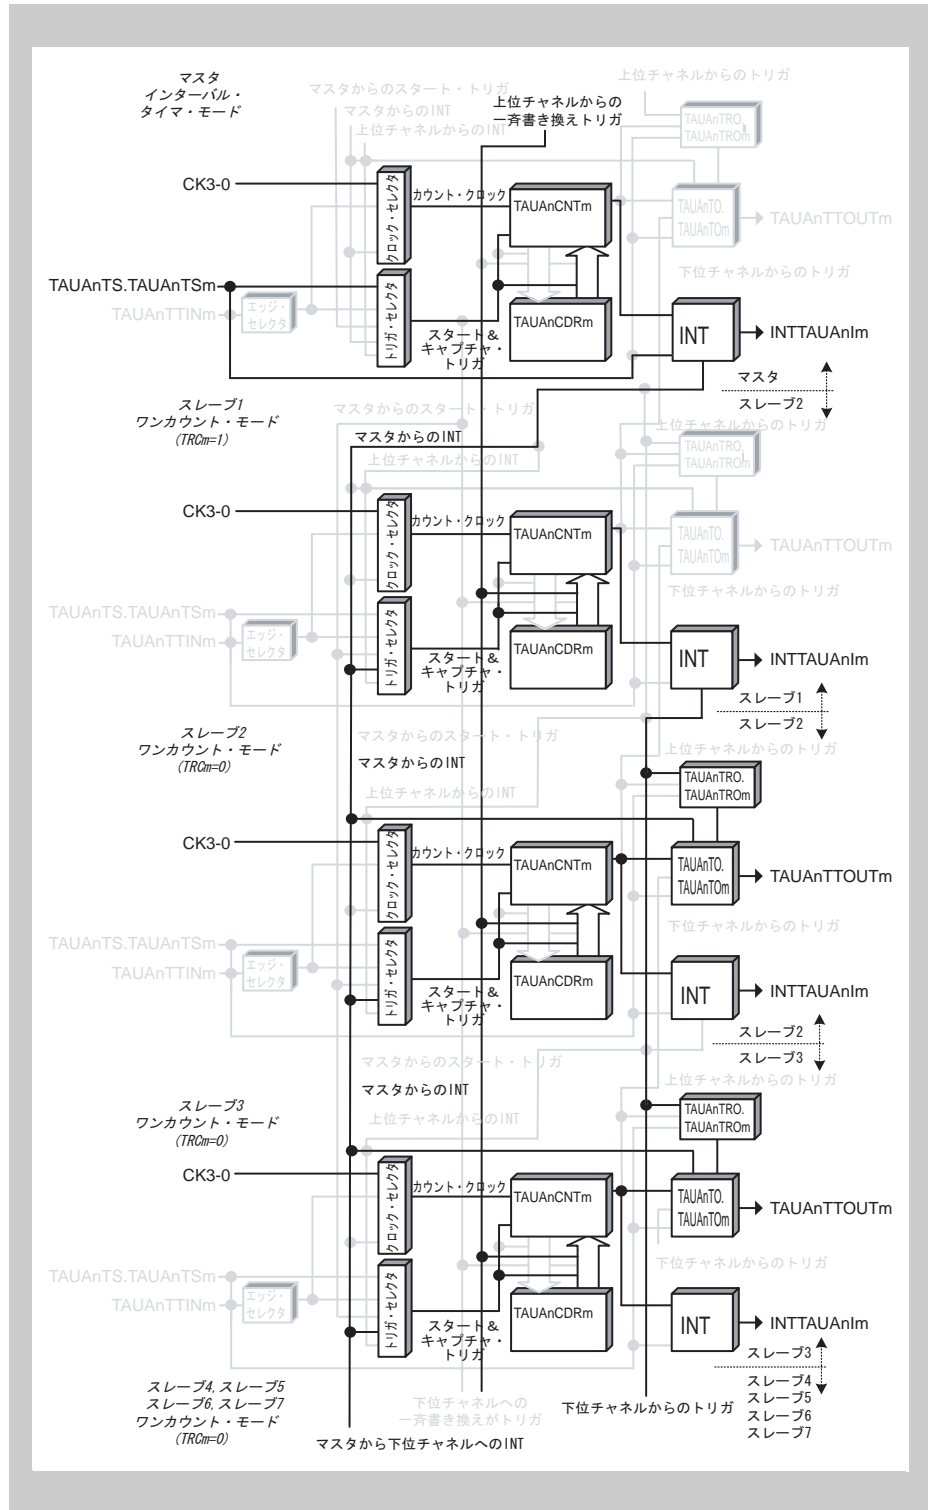 マスタ
インターバル・
タイマ・モード
マスタからのスタート・トリガ
マスタからのINT
上位チャネルからのINT
上位チャネルからの
一斉書き換えトリガ
上位チャネルからのトリガ
TAUAnTRO.
TAUAnTROm
CK3-0
クロック・セレクタ
カウント・クロック
TAUAnCNTm
TAUAnTO.
TAUAnTOm
TAUAnTTOUTm
下位チャネルからのトリガ
TAUAnTS.TAUAnTSm
TAUAnTTINm
エッジ・
セレクタ
トリガ・セレクタ
スタート&
キャプチャ・
トリガ
TAUAnCDRm
INT
INTTAUAnIm
マスタ
スレーブ2
スレーブ1
ワンカウント・モード
(TRCm=1)
マスタからのスタート・トリガ
マスタからのINT
上位チャネルからのINT
上位チャネルからのトリガ
TAUAnTRO.
TAUAnTROm
CK3-0
クロック・セレクタ
カウント・クロック
TAUAnCNTm
TAUAnTO.
TAUAnTOm
TAUAnTTOUTm
下位チャネルからのトリガ
TAUAnTS.TAUAnTSm
TAUAnTTINm
エッジ・
セレクタ
トリガ・セレクタ
スタート&
キャプチャ・
トリガ
TAUAnCDRm
INT
INTTAUAnIm
スレーブ1
スレーブ2
スレーブ2
ワンカウント・モード
(TRCm=0)
マスタからのスタート・トリガ
マスタからのINT
上位チャネルからのINT
上位チャネルからのトリガ
TAUAnTRO.
TAUAnTROm
CK3-0
クロック・セレクタ
カウント・クロック
TAUAnCNTm
TAUAnTO.
TAUAnTOm
TAUAnTTOUTm
下位チャネルからのトリガ
TAUAnTS.TAUAnTSm
TAUAnTTINm
エッジ・
セレクタ
トリガ・セレクタ
スタート&
キャプチャ・
トリガ
TAUAnCDRm
INT
INTTAUAnIm
スレーブ2
スレーブ3
スレーブ3
ワンカウント・モード
(TRCm=0)
マスタからのスタート・トリガ
マスタからのINT
上位チャネルからのINT
上位チャネルからのトリガ
TAUAnTRO.
TAUAnTROm
CK3-0
クロック・セレクタ
カウント・クロック
TAUAnCNTm
TAUAnTO.
TAUAnTOm
TAUAnTTOUTm
下位チャネルからのトリガ
TAUAnTS.TAUAnTSm
TAUAnTTINm
エッジ・
セレクタ
トリガ・セレクタ
スタート&
キャプチャ・
トリガ
TAUAnCDRm
INT
INTTAUAnIm
スレーブ3
スレーブ4
スレーブ5
スレーブ6
スレーブ7
スレーブ4,スレーブ5
スレーブ6,スレーブ7
ワンカウント・モード
(TRCm=0)
下位チャネルへの
一斉書き換えがトリガ
下位チャネルからのトリガ
マスタから下位チャネルへのINT